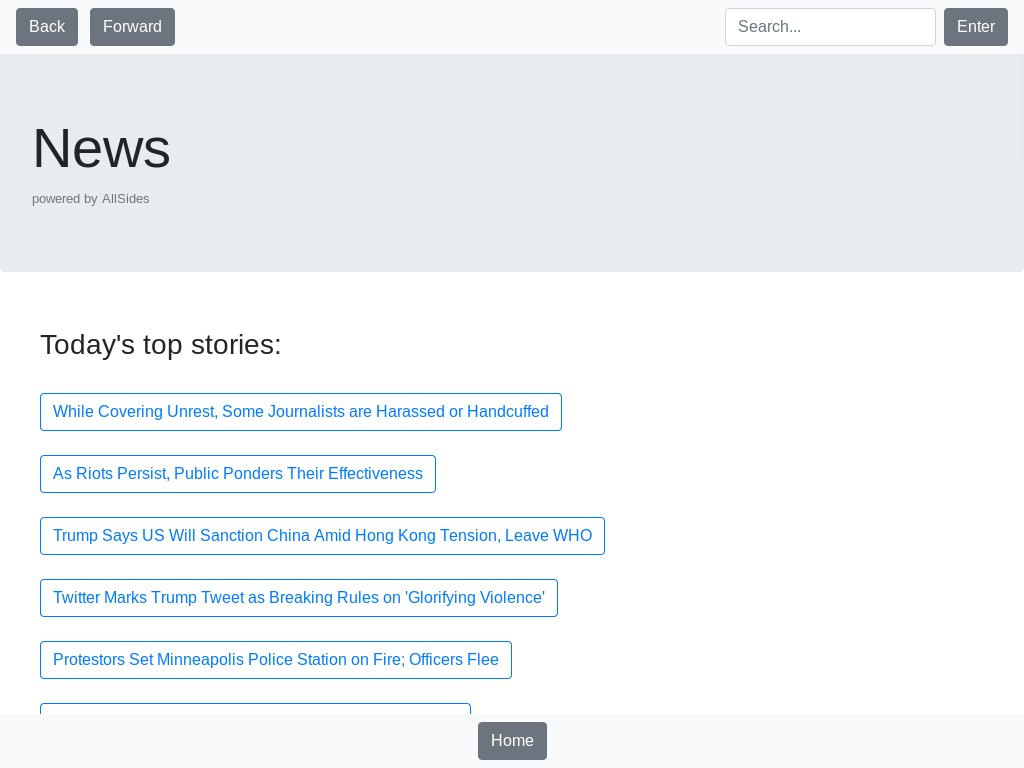 Back Forward Search... Enter
News
powered by AllSides
Today's top stories:
While Covering Unrest, Some Journalists are Harassed or Handcuffed
As Riots Persist, Public Ponders Their Effectiveness
Trump Says US Will Sanction China Amid Hong Kong Tension, Leave WHO
Twitter Marks Trump Tweet as Breaking Rules on 'Glorifying Violence'
Protestors Set Minneapolis Police Station on Fire; Officers Flee
Home